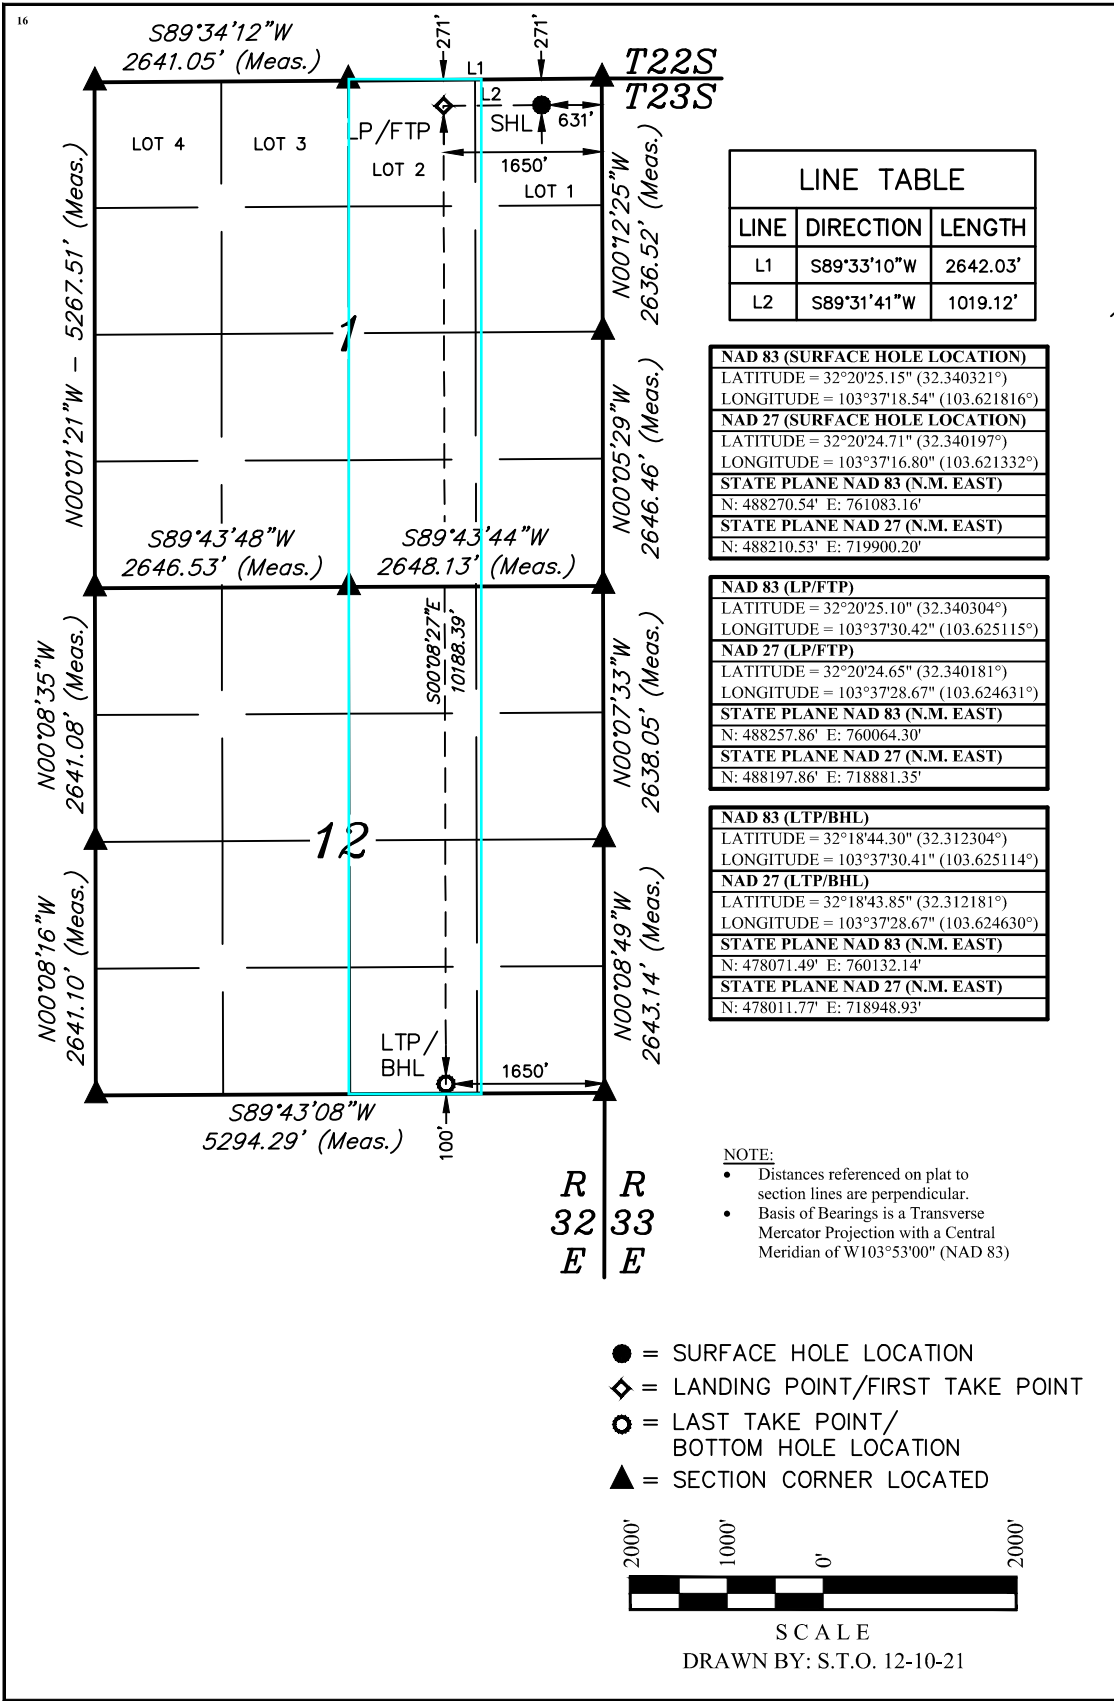 16
S89°34'12"W
2641.05' (Meas.)
271'
271'
L1
T22S
T23S
L2
LP/FTP
SHL
631'
1650'
LOT 4
LOT 3
LOT 2
LOT 1
N00°01'21"W – 5267.51' (Meas.)
N00°12'25"W
2636.52' (Meas.)
1
N00°05'29"W
2646.46' (Meas.)
S89°43'48"W
2646.53' (Meas.)
S89°43'44"W
2648.13' (Meas.)
S00°08'27"E
10188.39'
N00°08'35"W
2641.08' (Meas.)
N00°07'33"W
2638.05' (Meas.)
12
N00°08'16"W
2641.10' (Meas.)
N00°08'49"W
2643.14' (Meas.)
LTP/
BHL
1650'
S89°43'08"W
5294.29' (Meas.)
100'
R R
32 33
E E
LINE TABLE
LINE DIRECTION LENGTH
L1 S89°33'10"W 2642.03'
L2 S89°31'41"W 1019.12'
NAD 83 (SURFACE HOLE LOCATION)
LATITUDE = 32°20'25.15" (32.340321°)
LONGITUDE = 103°37'18.54" (103.621816°)
NAD 27 (SURFACE HOLE LOCATION)
LATITUDE = 32°20'24.71" (32.340197°)
LONGITUDE = 103°37'16.80" (103.621332°)
STATE PLANE NAD 83 (N.M. EAST)
N: 488270.54' E: 761083.16'
STATE PLANE NAD 27 (N.M. EAST)
N: 488210.53' E: 719900.20'
NAD 83 (LP/FTP)
LATITUDE = 32°20'25.10" (32.340304°)
LONGITUDE = 103°37'30.42" (103.625115°)
NAD 27 (LP/FTP)
LATITUDE = 32°20'24.65" (32.340181°)
LONGITUDE = 103°37'28.67" (103.624631°)
STATE PLANE NAD 83 (N.M. EAST)
N: 488257.86' E: 760064.30'
STATE PLANE NAD 27 (N.M. EAST)
N: 488197.86' E: 718881.35'
NAD 83 (LTP/BHL)
LATITUDE = 32°18'44.30" (32.312304°)
LONGITUDE = 103°37'30.41" (103.625114°)
NAD 27 (LTP/BHL)
LATITUDE = 32°18'43.85" (32.312181°)
LONGITUDE = 103°37'28.67" (103.624630°)
STATE PLANE NAD 83 (N.M. EAST)
N: 478071.49' E: 760132.14'
STATE PLANE NAD 27 (N.M. EAST)
N: 478011.77' E: 718948.93'
NOTE:
• Distances referenced on plat to
section lines are perpendicular.
• Basis of Bearings is a Transverse
Mercator Projection with a Central
Meridian of W103°53'00" (NAD 83)
= SURFACE HOLE LOCATION
= LANDING POINT/FIRST TAKE POINT
= LAST TAKE POINT/
BOTTOM HOLE LOCATION
= SECTION CORNER LOCATED
2000' 1000' 0' 2000'
SCALE
DRAWN BY: S.T.O. 12-10-21